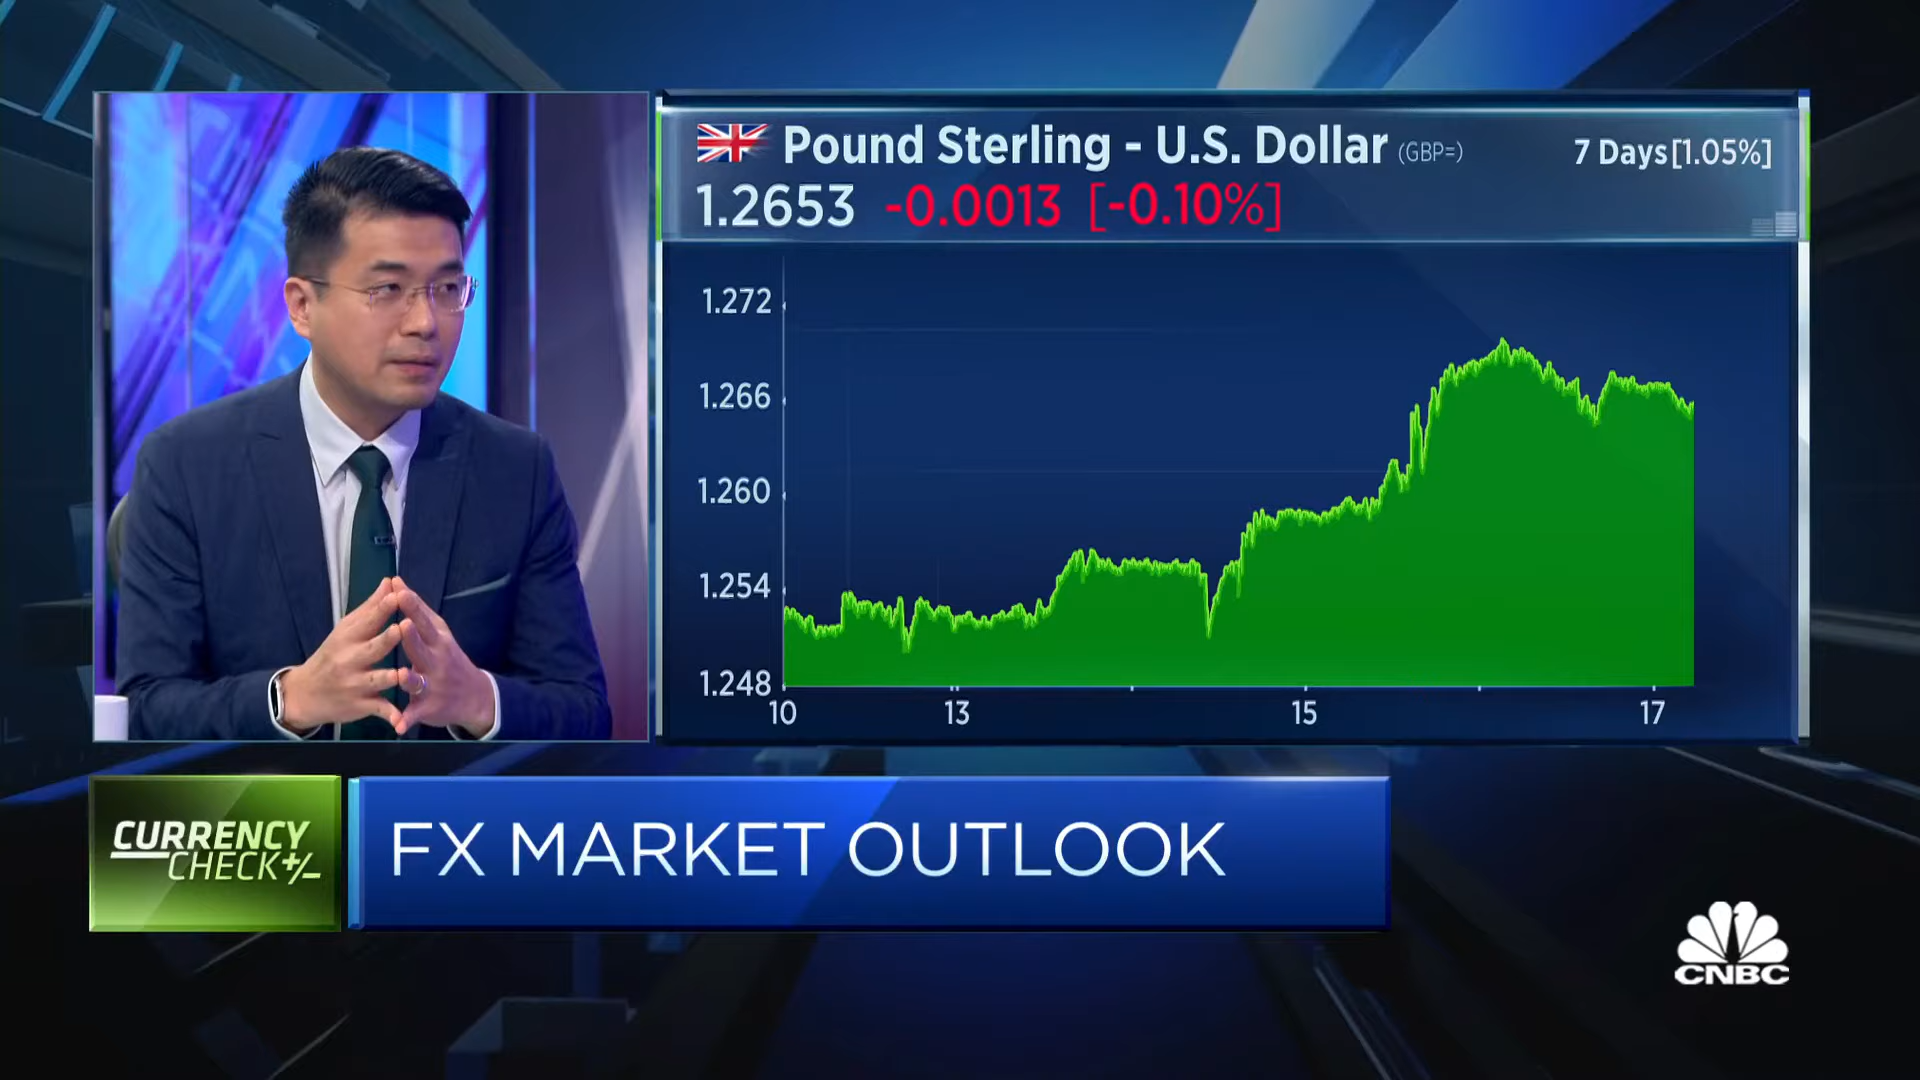 Pound Sterling - U.S. Dollar (GBP=) 7 Days [1.05%]
1.2653 -0.0013 [-0.10%]
1.272
1.266
1.260
1.254
1.248
10 13 15 17
CURRENCY
CHECK+/-
FX MARKET OUTLOOK
CNBC